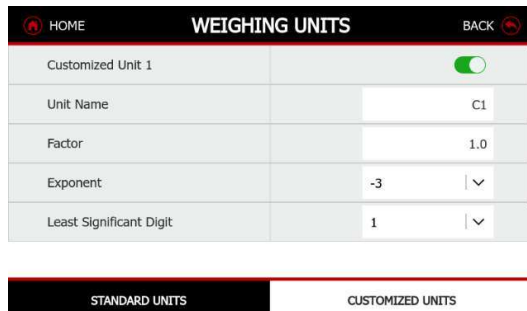 HOME WEIGHING UNITS BACK
Customized Unit 1
Unit Name C1
Factor 1.0
Exponent -3
Least Significant Digit 1
STANDARD UNITS CUSTOMIZED UNITS